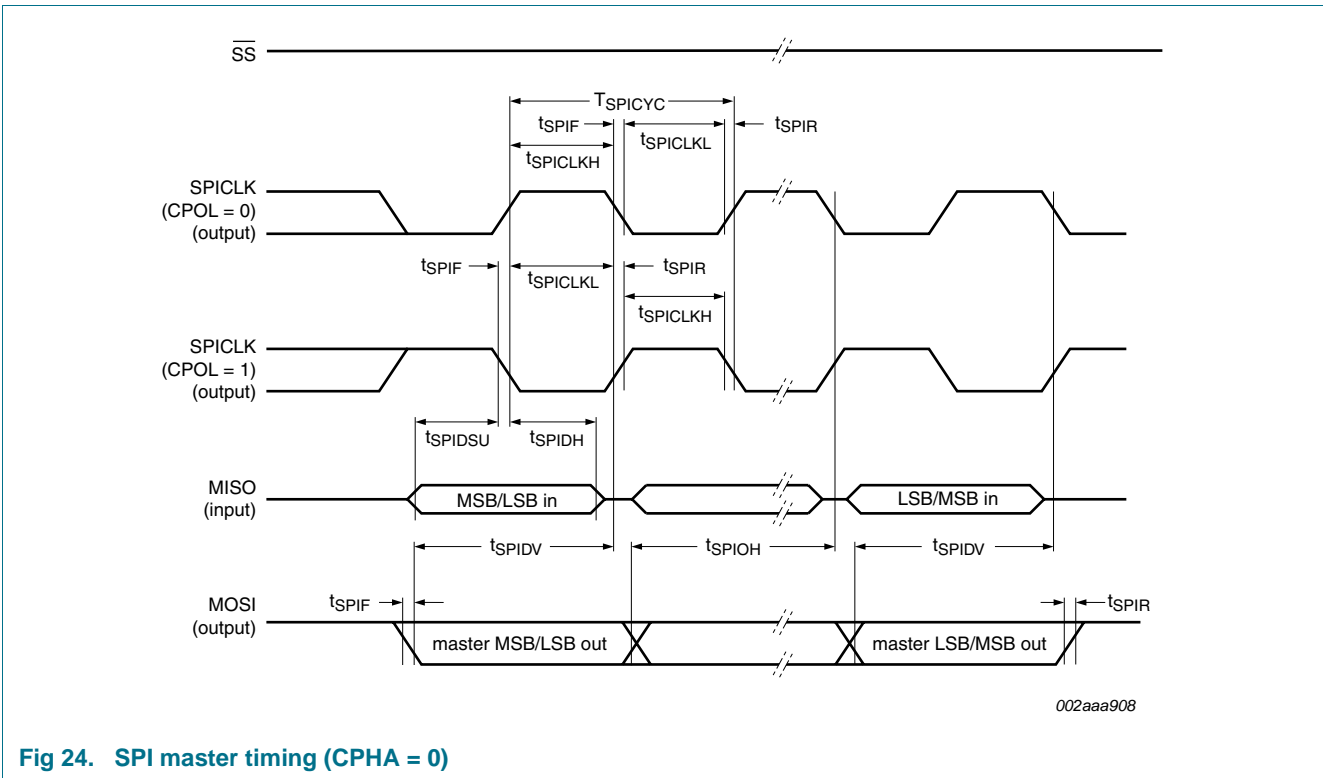 SS
TSPICYC
tSPIF
tSPICLKL
tSPIR
tSPICLKH
SPICLK
(CPOL = 0)
(output)
tSPIF
tSPICLKL
tSPIR
tSPICLKH
SPICLK
(CPOL = 1)
(output)
tSPIDSU
tSPIDH
MISO
(input)
MSB/LSB in
LSB/MSB in
tSPIDV
tSPIOH
tSPIDV
MOSI
(output)
tSPIF
tSPIR
master MSB/LSB out
master LSB/MSB out
002aaa908
Fig 24. SPI master timing (CPHA = 0)